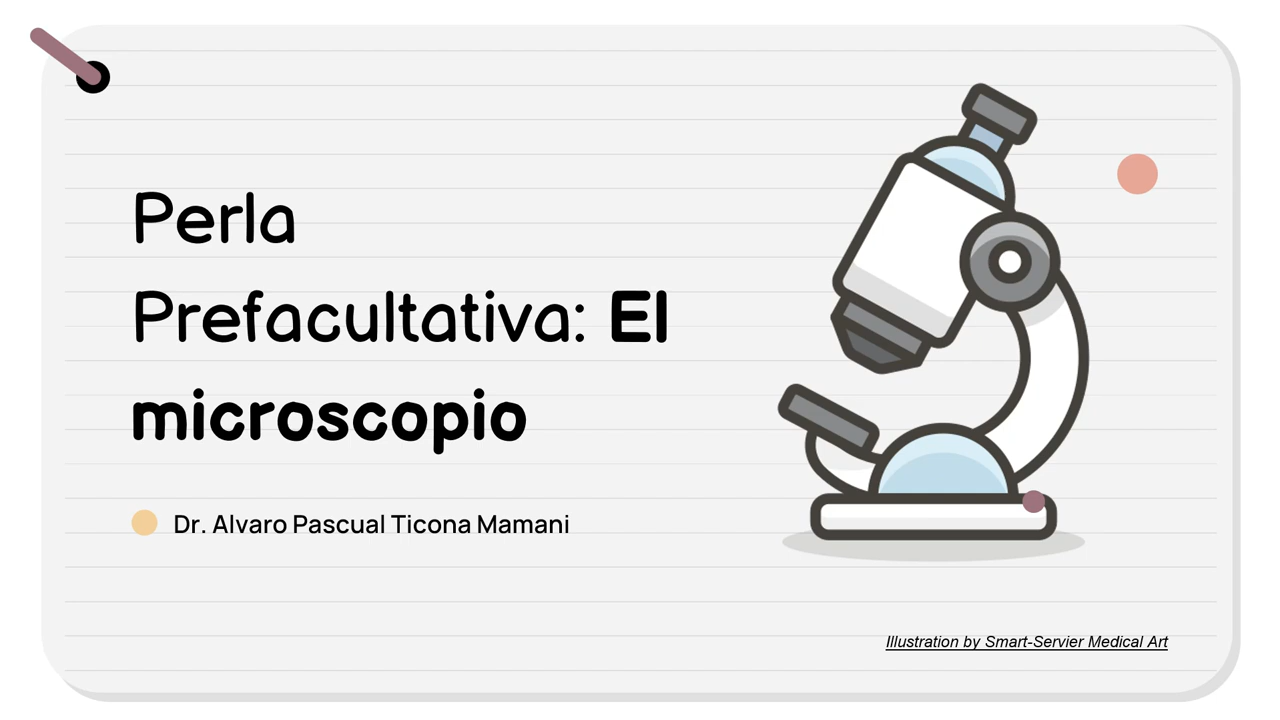 Perla
Prefacultativa: El
microscopio
Dr. Alvaro Pascual Ticona Mamani
Illustration by Smart-Servier Medical Art